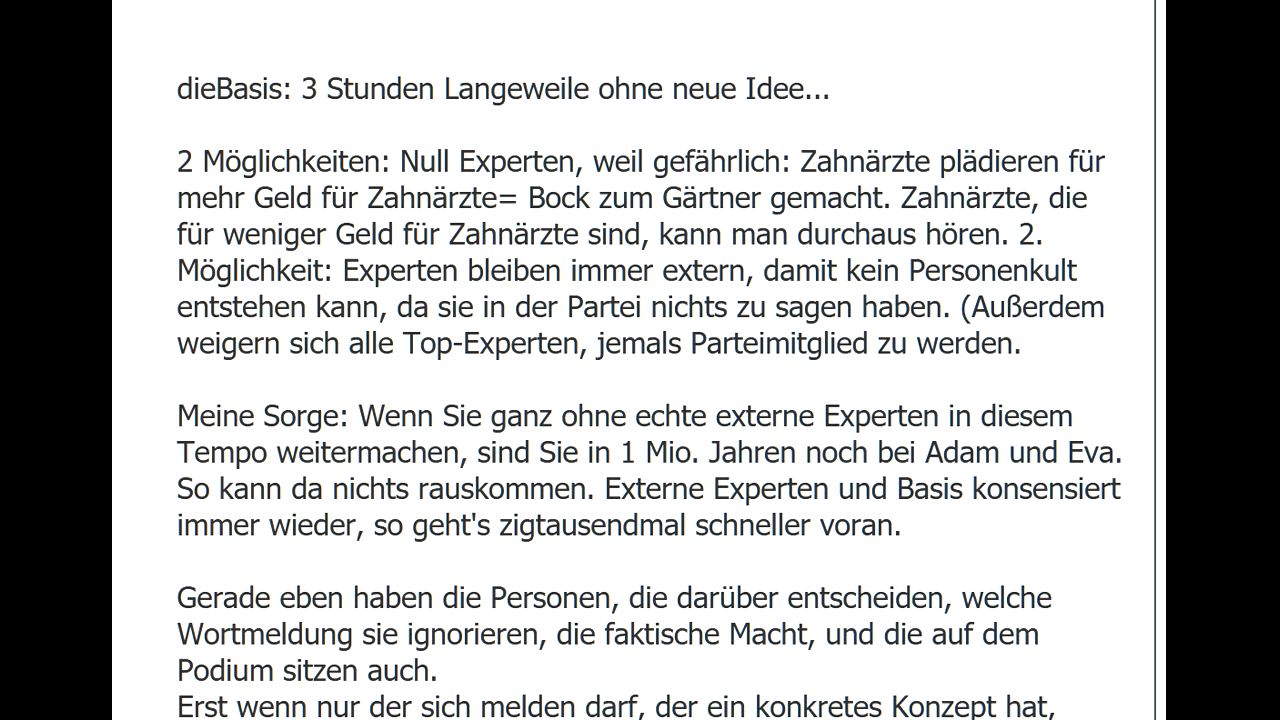 dieBasis: 3 Stunden Langeweile ohne neue Idee...
2 Möglichkeiten: Null Experten, weil gefährlich: Zahnärzte plädieren für
mehr Geld für Zahnärzte= Bock zum Gärtner gemacht. Zahnärzte, die
für weniger Geld für Zahnärzte sind, kann man durchaus hören. 2.
Möglichkeit: Experten bleiben immer extern, damit kein Personenkult
entstehen kann, da sie in der Partei nichts zu sagen haben. (Außerdem
weigern sich alle Top-Experten, jemals Parteimitglied zu werden.
Meine Sorge: Wenn Sie ganz ohne echte externe Experten in diesem
Tempo weitermachen, sind Sie in 1 Mio. Jahren noch bei Adam und Eva.
So kann da nichts rauskommen. Externe Experten und Basis konsensiert
immer wieder, so geht's zigtausendmal schneller voran.
Gerade eben haben die Personen, die darüber entscheiden, welche
Wortmeldung sie ignorieren, die faktische Macht, und die auf dem
Podium sitzen auch.
Erst wenn nur der sich melden darf, der ein konkretes Konzept hat,